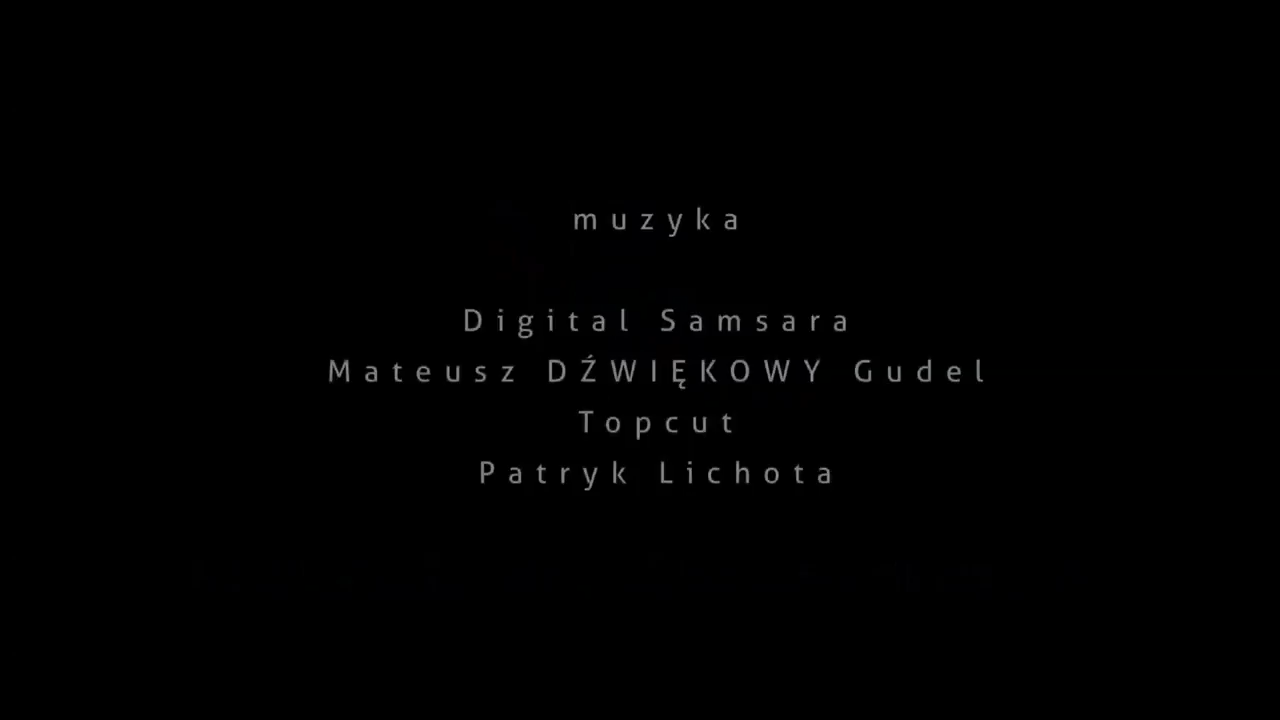 muzyka
Digital Samsara
Mateusz DŹWIĘKOWY Gudel
Topcut
Patryk Lichota